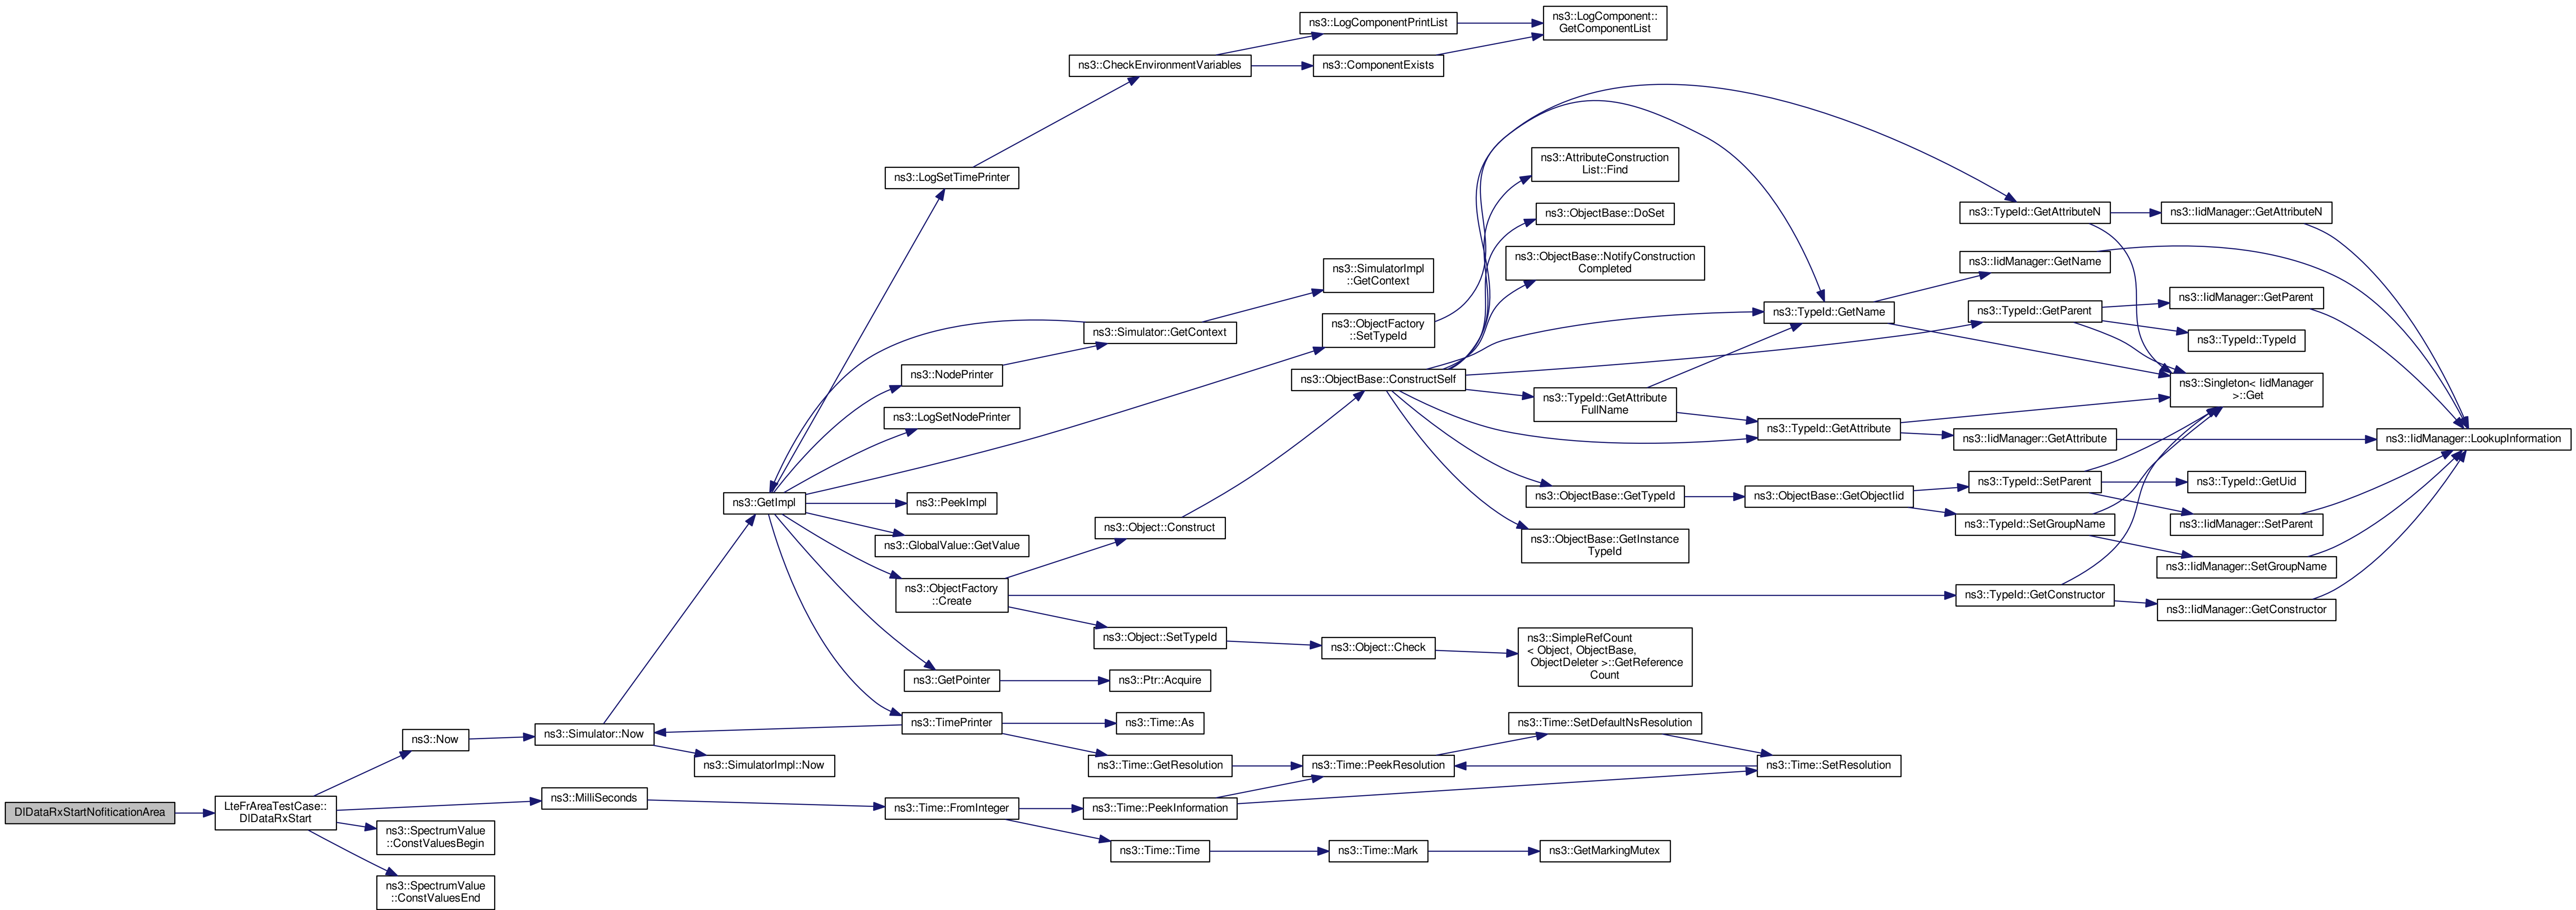 DlDataRxStartNofiticationArea
LteFrAreaTestCase::
DlDataRxStart
ns3::Now
ns3::MilliSeconds
ns3::SpectrumValue
::ConstValuesBegin
ns3::SpectrumValue
::ConstValuesEnd
ns3::Simulator::Now
ns3::SimulatorImpl::Now
ns3::GetImpl
ns3::LogSetTimePrinter
ns3::NodePrinter
ns3::LogSetNodePrinter
ns3::PeekImpl
ns3::GlobalValue::GetValue
ns3::ObjectFactory
::Create
ns3::GetPointer
ns3::TimePrinter
ns3::Time::FromInteger
ns3::CheckEnvironmentVariables
ns3::Simulator::GetContext
ns3::Object::Construct
ns3::Object::SetTypeId
ns3::Ptr::Acquire
ns3::Time::As
ns3::Time::GetResolution
ns3::Time::PeekInformation
ns3::Time::Time
ns3::LogComponentPrintList
ns3::ComponentExists
ns3::SimulatorImpl
::GetContext
ns3::ObjectFactory
::SetTypeId
ns3::ObjectBase::ConstructSelf
ns3::Object::Check
ns3::Time::PeekResolution
ns3::Time::Mark
ns3::LogComponent::
GetComponentList
ns3::AttributeConstruction
List::Find
ns3::ObjectBase::DoSet
ns3::ObjectBase::NotifyConstruction
Completed
ns3::TypeId::GetAttribute
FullName
ns3::ObjectBase::GetTypeId
ns3::ObjectBase::GetInstance
TypeId
ns3::SimpleRefCount
< Object, ObjectBase,
ObjectDeleter >::GetReference
Count
ns3::Time::SetDefaultNsResolution
ns3::GetMarkingMutex
ns3::TypeId::GetName
ns3::TypeId::GetAttribute
ns3::ObjectBase::GetObjectIid
ns3::Time::SetResolution
ns3::TypeId::GetAttributeN
ns3::IidManager::GetName
ns3::TypeId::GetParent
ns3::IidManager::GetAttribute
ns3::TypeId::SetParent
ns3::TypeId::SetGroupName
ns3::TypeId::GetConstructor
ns3::IidManager::GetAttributeN
ns3::IidManager::GetParent
ns3::TypeId::TypeId
ns3::Singleton< IidManager
>::Get
ns3::TypeId::GetUid
ns3::IidManager::SetParent
ns3::IidManager::SetGroupName
ns3::IidManager::GetConstructor
ns3::IidManager::LookupInformation